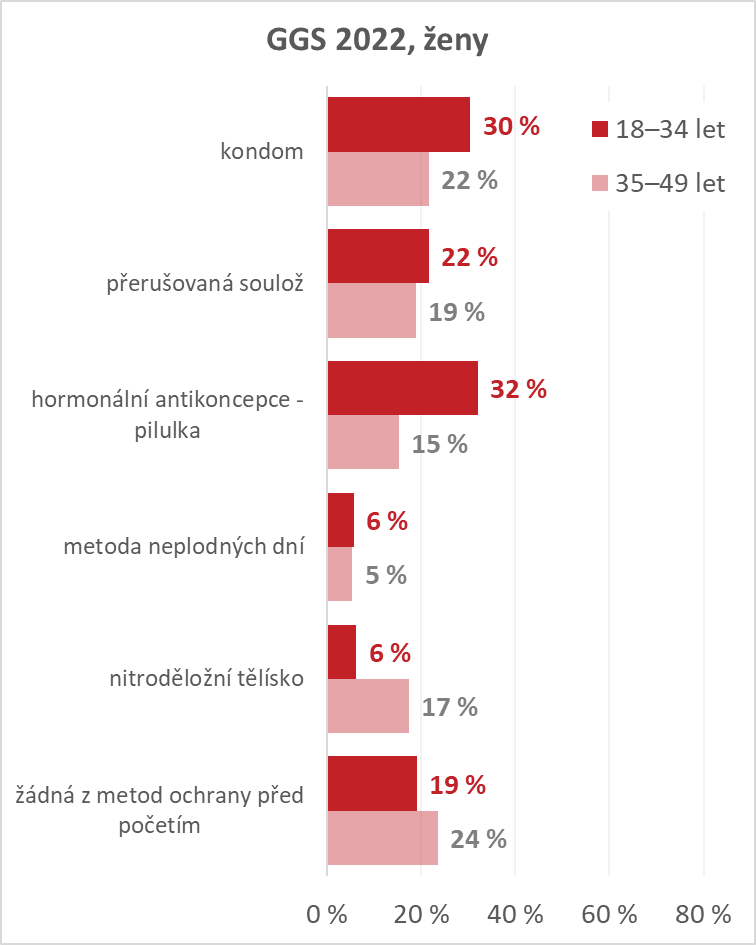 GGS 2022, ženy
18–34 let
35–49 let
kondom
30 %
22 %
přerušovaná soulož
22 %
19 %
hormonální antikoncepce -
pilulka
32 %
15 %
metoda neplodných dní
6 %
5 %
nitroděložní tělísko
6 %
17 %
žádná z metod ochrany před
početím
19 %
24 %
0 % 20 % 40 % 60 % 80 %